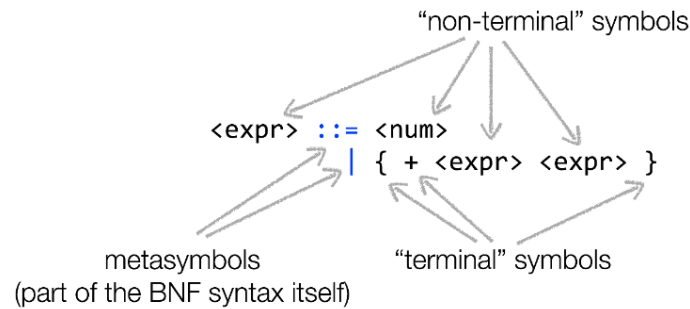 “non-terminal” symbols
<expr> ::= <num>
| { + <expr> <expr> }
metasymbols
(part of the BNF syntax itself)
“terminal” symbols